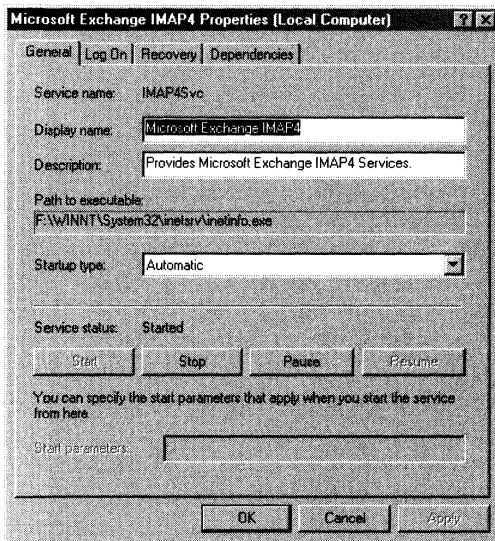 Microsoft Exchange IMAP4 Properties (Local Computer)
General Log On Recovery Dependencies
Service name: IMAP4Svc
Display name: Microsoft Exchange IMAP4
Description: Provides Microsoft Exchange IMAP4 Services.
Path to executable:
F:\WINNT\System32\inetsrv\inetinfo.exe
Startup type: Automatic
Service status: Started
Start Stop Pause Resume
You can specify the start parameters that apply when you start the service
from here.
Start parameters:
OK Cancel Apply